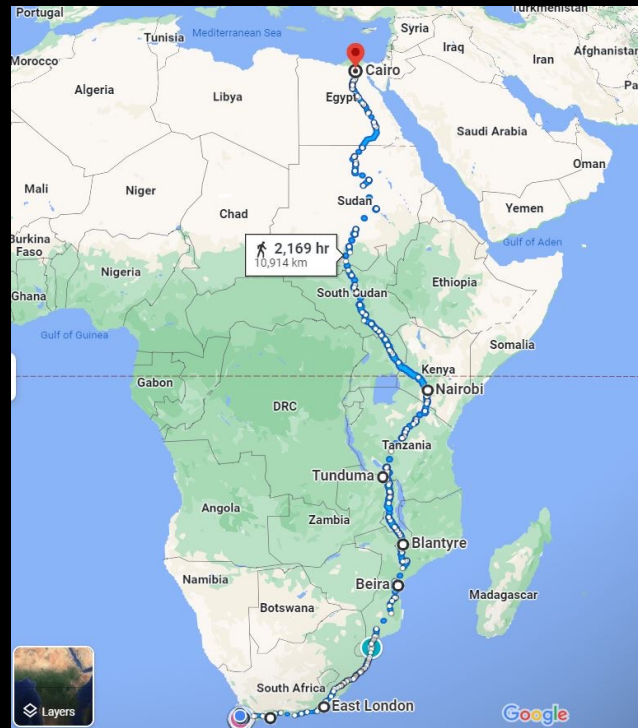 Portugal
Turkmenistan
Mediterranean Sea
Tunisia
Syria
Afghanistan
Morocco
Iraq
Iran
Cairo
Algeria
Libya
Egypt
Saudi Arabia
Oman
Mali
Niger
Chad
Sudan
Yemen
Burkina
Faso
2,169 hr
10,914 km
Gulf of Aden
Nigeria
South Sudan
Ethiopia
Ghana
Somalia
Gulf of Guinea
Kenya
Gabon
Nairobi
DRC
Tanzania
Tunduma
Angola
Zambia
Blantyre
Beira
Namibia
Madagascar
Botswana
South Africa
East London
Layers
Google